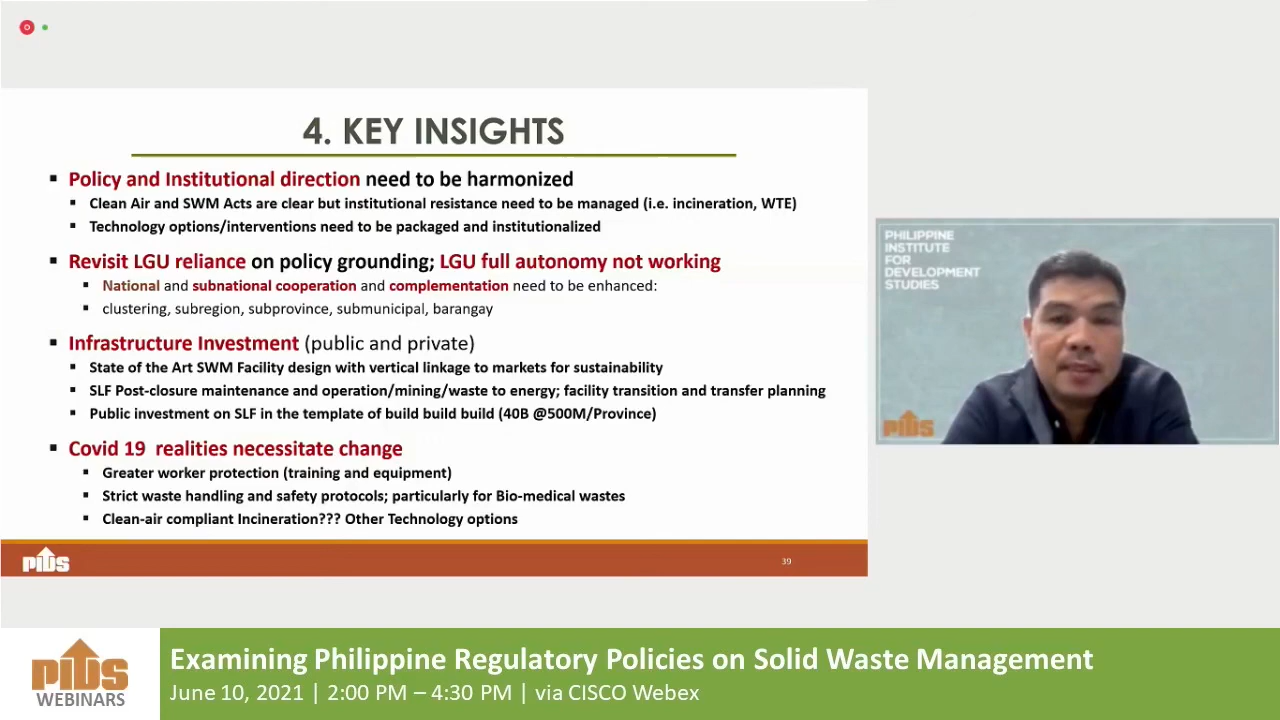 4. KEY INSIGHTS
▪ Policy and Institutional direction need to be harmonized
▪ Clean Air and SWM Acts are clear but institutional resistance need to be managed (i.e. incineration, WTE)
▪ Technology options/interventions need to be packaged and institutionalized
▪ Revisit LGU reliance on policy grounding; LGU full autonomy not working
▪ National and subnational cooperation and complementation need to be enhanced:
▪ clustering, subregion, subprovince, submunicipal, barangay
▪ Infrastructure Investment (public and private)
▪ State of the Art SWM Facility design with vertical linkage to markets for sustainability
▪ SLF Post-closure maintenance and operation/mining/waste to energy; facility transition and transfer planning
▪ Public investment on SLF in the template of build build build (40B @500M/Province)
▪ Covid 19  realities necessitate change
▪ Greater worker protection (training and equipment)
▪ Strict waste handling and safety protocols; particularly for Bio-medical wastes
▪ Clean-air compliant Incineration??? Other Technology options
PIDS
39
PHILIPPINE
INSTITUTE
FOR
DEVELOPMENT
STUDIES
PIDS
PIDS
WEBINARS
Examining Philippine Regulatory Policies on Solid Waste Management
June 10, 2021 | 2:00 PM – 4:30 PM | via CISCO Webex